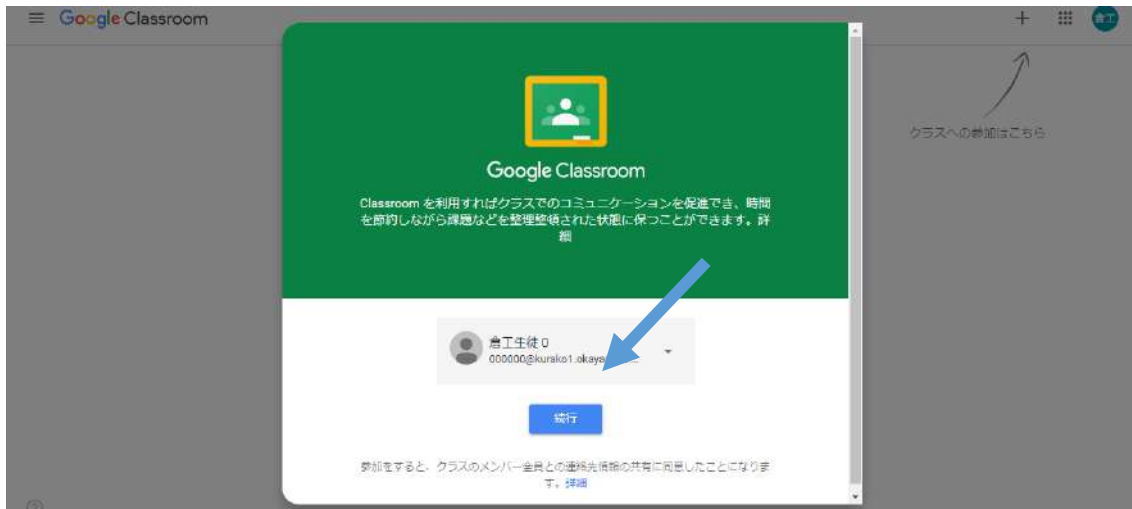 Google Classroom
倉工
クラスへの参加はこちら
Google Classroom
Classroom を利用すればクラスでのコミュニケーションを促進でき、時間
を節約しながら課題などを整理整頓された状態に保つことができます。詳
細
倉工生徒 0
000000@kurako1.okaya
続行
参加をすると、クラスのメンバー全員との連絡先情報の共有に同意したことになりま
す。詳細